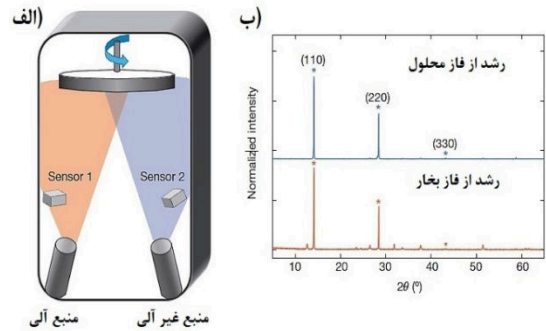 الف)
Sensor 1
Sensor 2
منبع آلی
منبع غیر آلی
ب)
رشد از فاز محلول
(110)
(220)
(330)
رشد از فاز بخار
Normalized intensity
10 20 30 40 50 60
2θ (º)